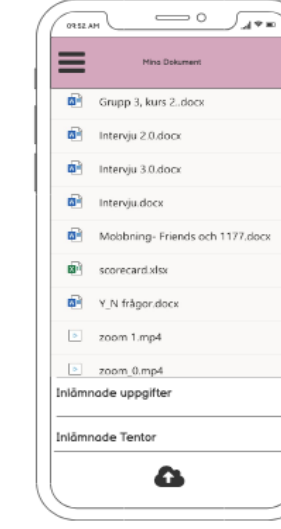 09:52 AM
Mina Dokument
Grupp 3, kurs 2..docx
Intervju 2.0.docx
Intervju 3.0.docx
Intervju.docx
Mobbning- Friends och 1177.docx
scorecard.xlsx
Y_N frågor.docx
zoom 1.mp4
zoom_0.mp4
Inlämnade uppgifter
Inlämnade Tentor